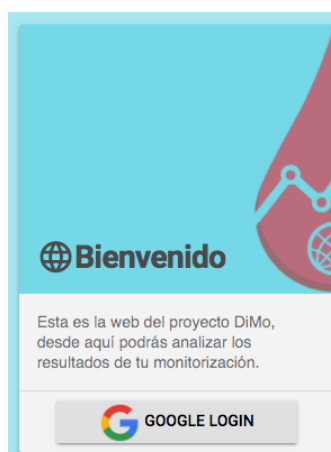 Bienvenido
Esta es la web del proyecto DiMo,
desde aquí podrás analizar los
resultados de tu monitorización.
GOOGLE LOGIN